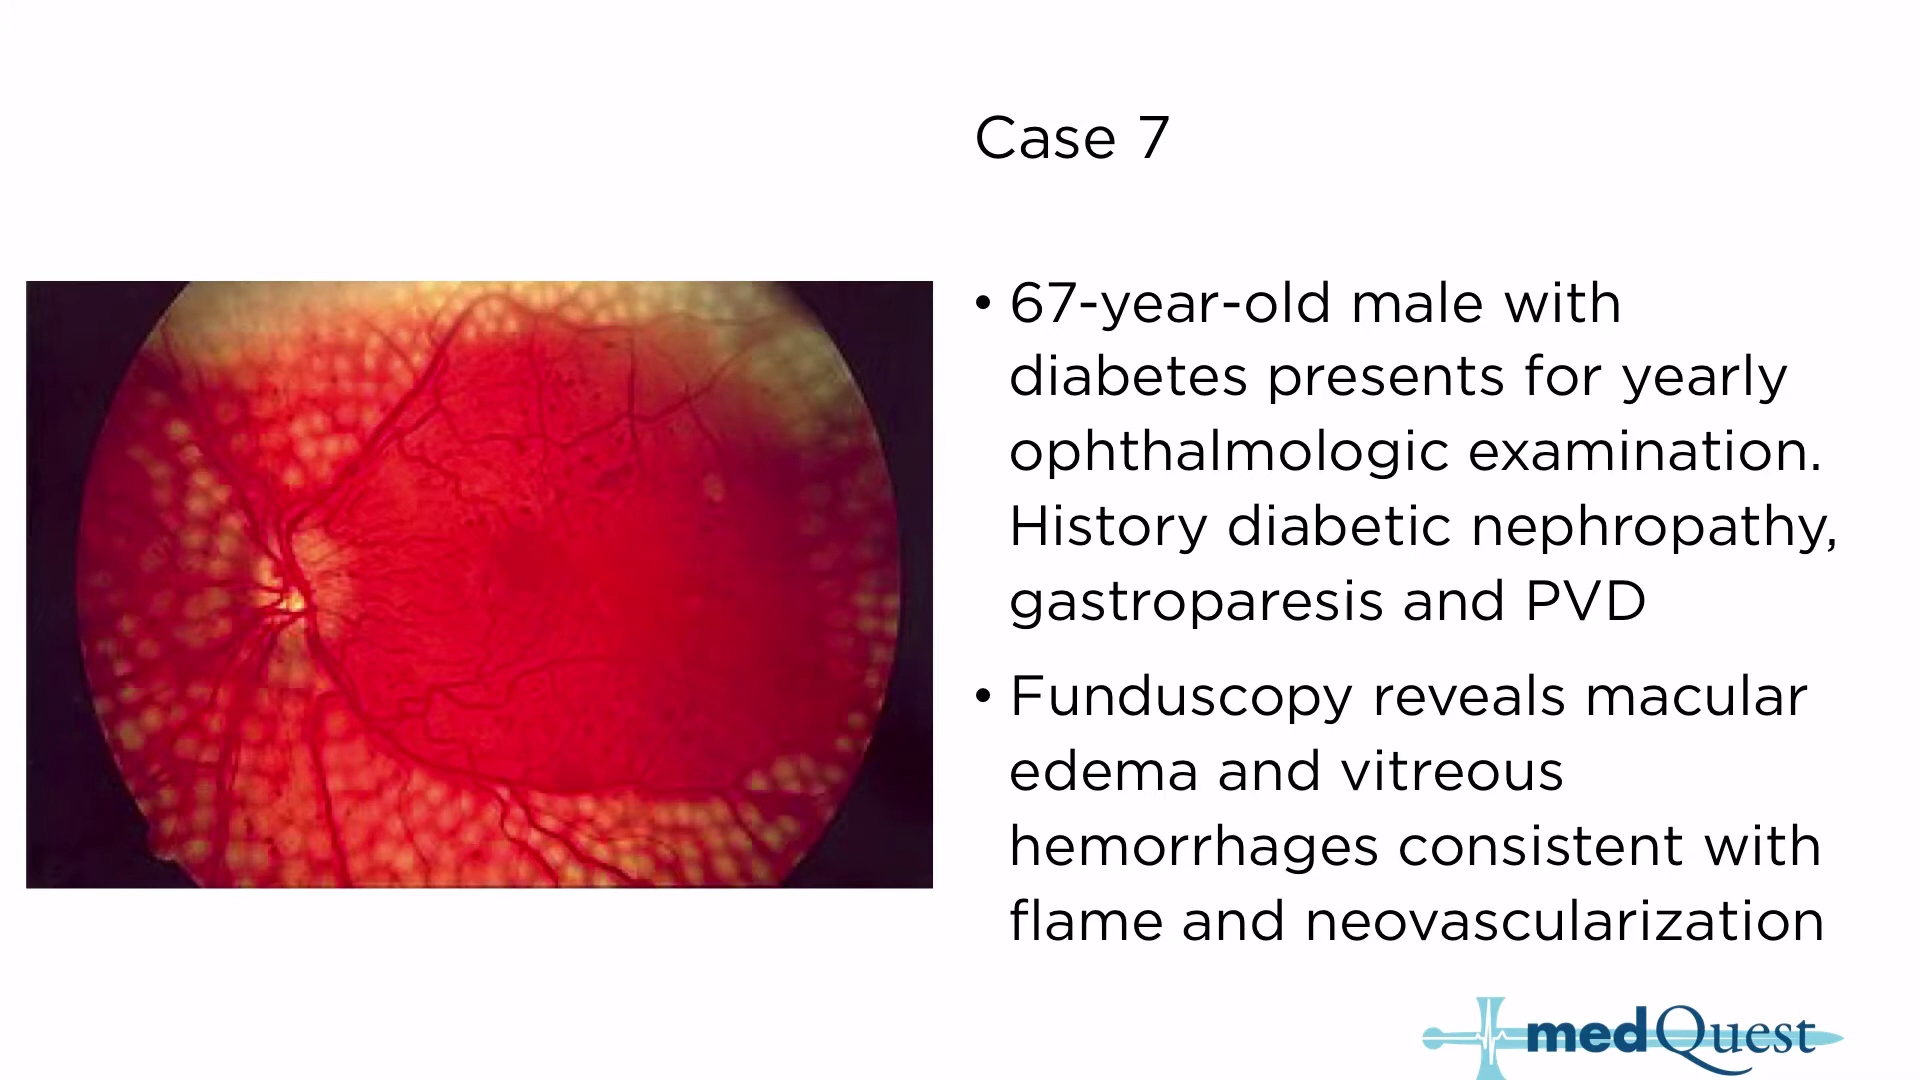 Case 7
• 67-year-old male with
diabetes presents for yearly
ophthalmologic examination.
History diabetic nephropathy,
gastroparesis and PVD
• Funduscopy reveals macular
edema and vitreous
hemorrhages consistent with
flame and neovascularization
medQuest